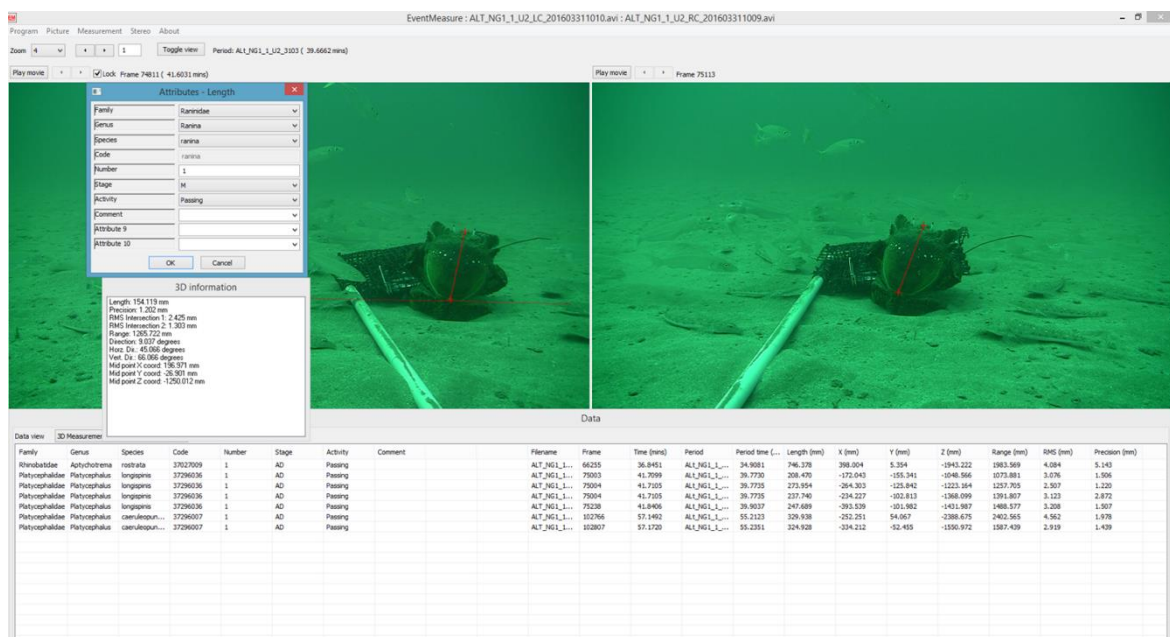 EventMeasure : ALT_NG1_1_U2_LC_201603311010.avi : ALT_NG1_1_U2_RC_201603311009.avi
Program Picture Measurement Stereo About
Zoom 4 1 Toggle view Period: ALt_NG1_1_U2_3103 ( 39.6662 mins)
Play movie Lock Frame 74811 ( 41.6031 mins) Play movie Frame 75113
Attributes - Length
Family Raninidae
Genus Ranina
Species ranina
Code ranina
Number 1
Stage M
Activity Passing
Comment
Attribute 9
Attribute 10
OK Cancel
3D information
Length: 154.119 mm
Precision: 1.202 mm
RMS Intersection 1: 2.425 mm
RMS Intersection 2: 1.303 mm
Range: 1265.722 mm
Direction: 9.037 degrees
Horz. Dir.: 45.066 degrees
Vert. Dir.: 66.066 degrees
Mid point X coord: 196.971 mm
Mid point Y coord: -26.901 mm
Mid point Z coord: -1250.012 mm
Data
Data view 3D Measuremer
Family Genus Species Code Number Stage Activity Comment Filename Frame Time (mins) Period Period time (... Length (mm) X (mm) Y (mm) Z (mm) Range (mm) RMS (mm) Precision (mm)
Rhinobatidae Aptychotrema rostrata 37027009 1 AD Passing ALT_NG1_1... 66255 36.8451 ALt_NG1_1_... 34.9081 746.378 398.004 5.354 -1943.222 1983.569 4.084 5.143
Platycephalidae Platycephalus longispinis 37296036 1 AD Passing ALT_NG1_1... 75003 41.7099 ALt_NG1_1_... 39.7730 208.470 -172.043 -155.341 -1048.566 1073.881 3.076 1.506
Platycephalidae Platycephalus longispinis 37296036 1 AD Passing ALT_NG1_1... 75004 41.7105 ALt_NG1_1_... 39.7735 273.954 -264.303 -125.842 -1223.164 1257.705 2.507 1.220
Platycephalidae Platycephalus longispinis 37296036 1 AD Passing ALT_NG1_1... 75004 41.7105 ALt_NG1_1_... 39.7735 237.740 -234.227 -102.813 -1368.099 1391.807 3.123 2.872
Platycephalidae Platycephalus longispinis 37296036 1 AD Passing ALT_NG1_1... 75238 41.8406 ALt_NG1_1_... 39.9037 247.689 -393.539 -101.982 -1431.987 1488.577 3.208 1.507
Platycephalidae Platycephalus caeruleopun... 37296007 1 AD Passing ALT_NG1_1... 102766 57.1492 ALt_NG1_1_... 55.2123 329.938 -252.251 54.067 -2388.675 2402.565 4.562 1.978
Platycephalidae Platycephalus caeruleopun... 37296007 1 AD Passing ALT_NG1_1... 102807 57.1720 ALt_NG1_1_... 55.2351 324.928 -334.212 -52.455 -1550.972 1587.439 2.919 1.439